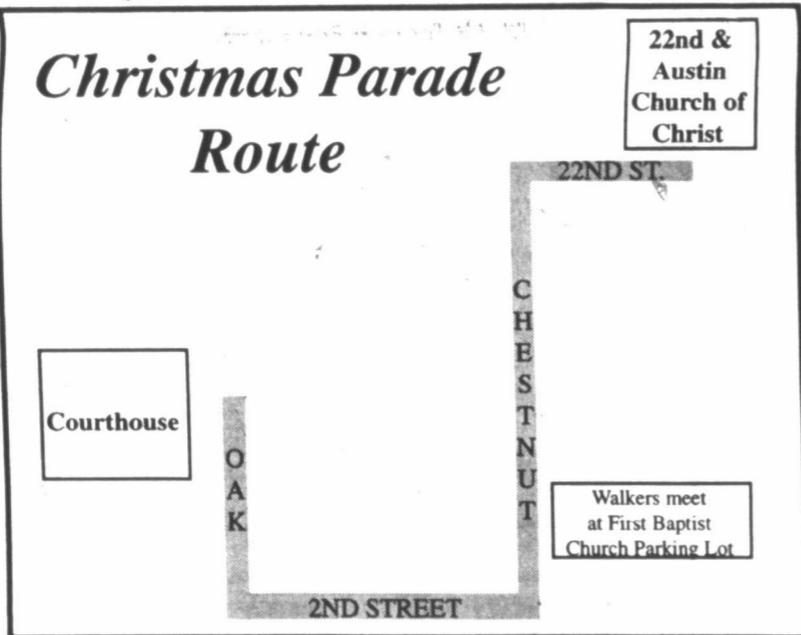 Christmas Parade
Route
22nd &
Austin
Church of
Christ
22ND ST.
CHESTNUT
Courthouse
OAK
Walkers meet
at First Baptist
Church Parking Lot
2ND STREET